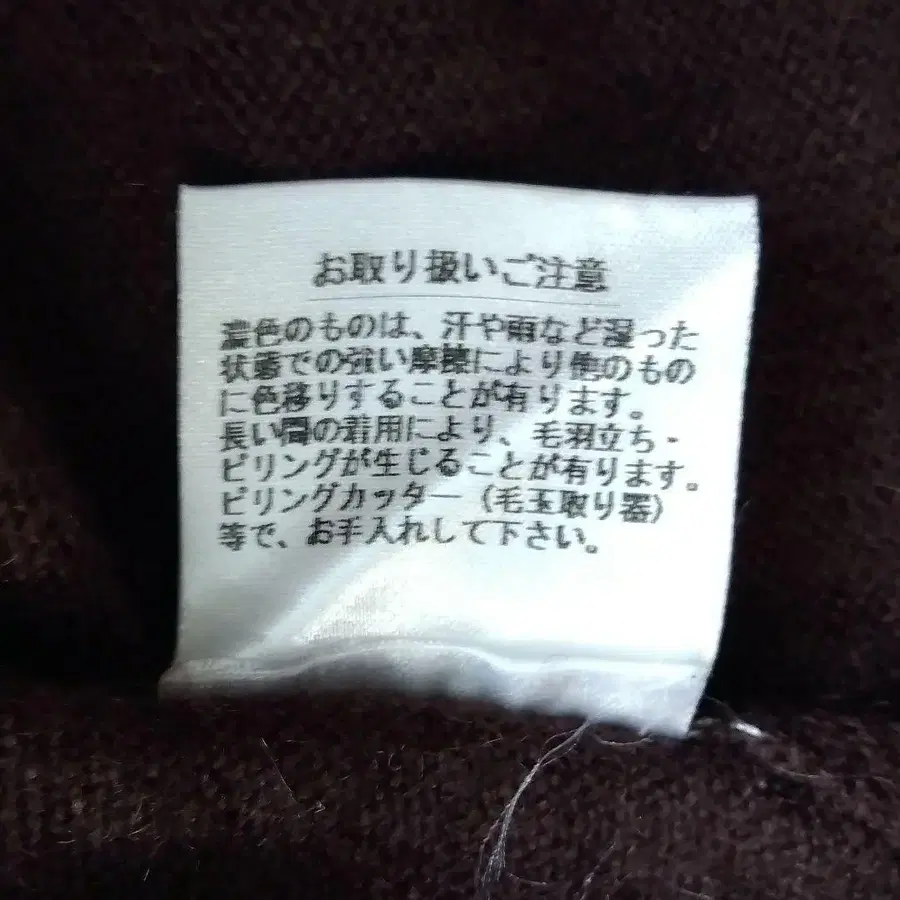 お取り扱いご注意
濃色のものは、汗や雨など湿った
状態での強い摩擦により他のもの
に色移りすることが有ります。
長い間の着用により、毛羽立ち・
ピリングが生じることが有ります。
ピリングカッター（毛玉取り器）
等で、お手入れして下さい。